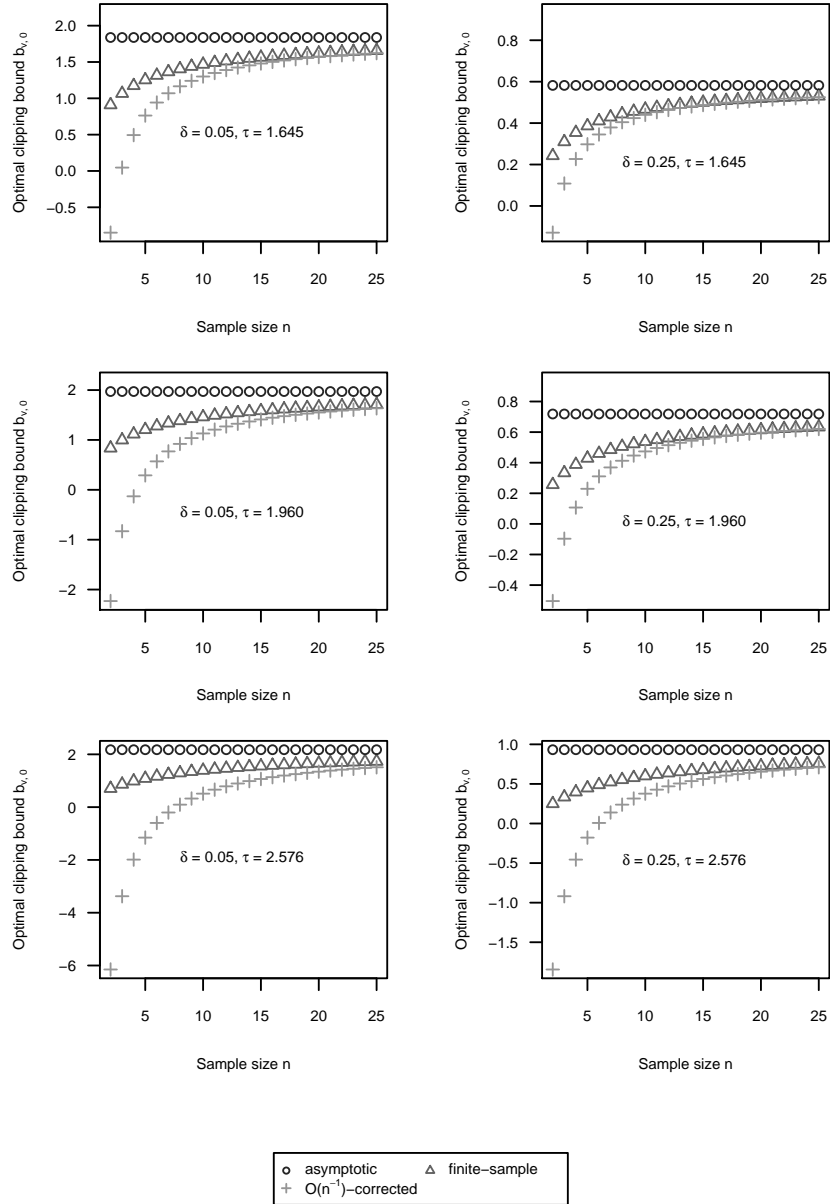 Optimal clipping bound b_{v, 0}
2.0
1.5
1.0
0.5
0.0
−0.5
δ = 0.05, τ = 1.645
5 10 15 20 25
Sample size n
Optimal clipping bound b_{v, 0}
0.8
0.6
0.4
0.2
0.0
δ = 0.25, τ = 1.645
5 10 15 20 25
Sample size n
Optimal clipping bound b_{v, 0}
2
1
0
−1
−2
δ = 0.05, τ = 1.960
5 10 15 20 25
Sample size n
Optimal clipping bound b_{v, 0}
0.8
0.6
0.4
0.2
0.0
−0.2
−0.4
δ = 0.25, τ = 1.960
5 10 15 20 25
Sample size n
Optimal clipping bound b_{v, 0}
2
0
−2
−4
−6
δ = 0.05, τ = 2.576
5 10 15 20 25
Sample size n
Optimal clipping bound b_{v, 0}
1.0
0.5
0.0
−0.5
−1.0
−1.5
δ = 0.25, τ = 2.576
5 10 15 20 25
Sample size n
asymptotic finite−sample
O(n⁻¹)−corrected